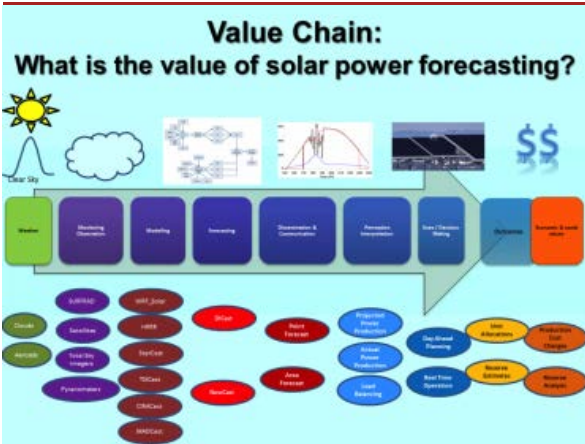 Value Chain:
What is the value of solar power forecasting?
$$
Clear Sky
Weather
Monitoring
Observation
Modelling
Forecasting
Dissemination &
Communication
Perception
Interpretation
Uses / Decision
Making
Outcomes
Economic & social
values
SURFRAD
Satellites
Total Sky
Imagers
Pyranometers
Clouds
Aerosols
WRF_Solar
HRRR
StatCast
TSICast
CIRACast
MADCast
DICast
NowCast
Point
Forecast
Area
Forecast
Projected
Power
Production
Actual
Power
Production
Load
Balancing
Day-Ahead
Planning
Real Time
Operations
Unit
Allocations
Reserve
Estimates
Production
Cost
Changes
Reserve
Analysis